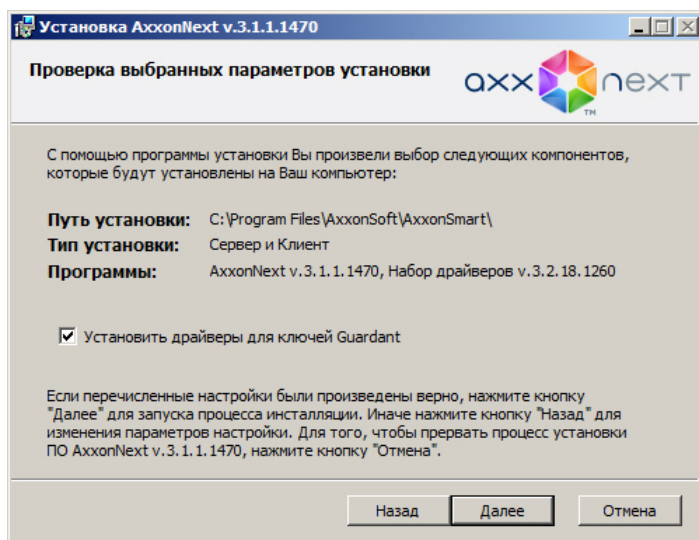 Установка AxxonNext v.3.1.1.1470
Проверка выбранных параметров установки
axx next
TM
С помощью программы установки Вы произвели выбор следующих компонентов,
которые будут установлены на Ваш компьютер:
Путь установки: C:\Program Files\AxxonSoft\AxxonSmart\
Тип установки: Сервер и Клиент
Программы: AxxonNext v.3.1.1.1470, Набор драйверов v.3.2.18.1260
Установить драйверы для ключей Guardant
Если перечисленные настройки были произведены верно, нажмите кнопку
"Далее" для запуска процесса инсталляции. Иначе нажмите кнопку "Назад" для
изменения параметров настройки. Для того, чтобы прервать процесс установки
ПО AxxonNext v.3.1.1.1470, нажмите кнопку "Отмена".
Назад Далее Отмена